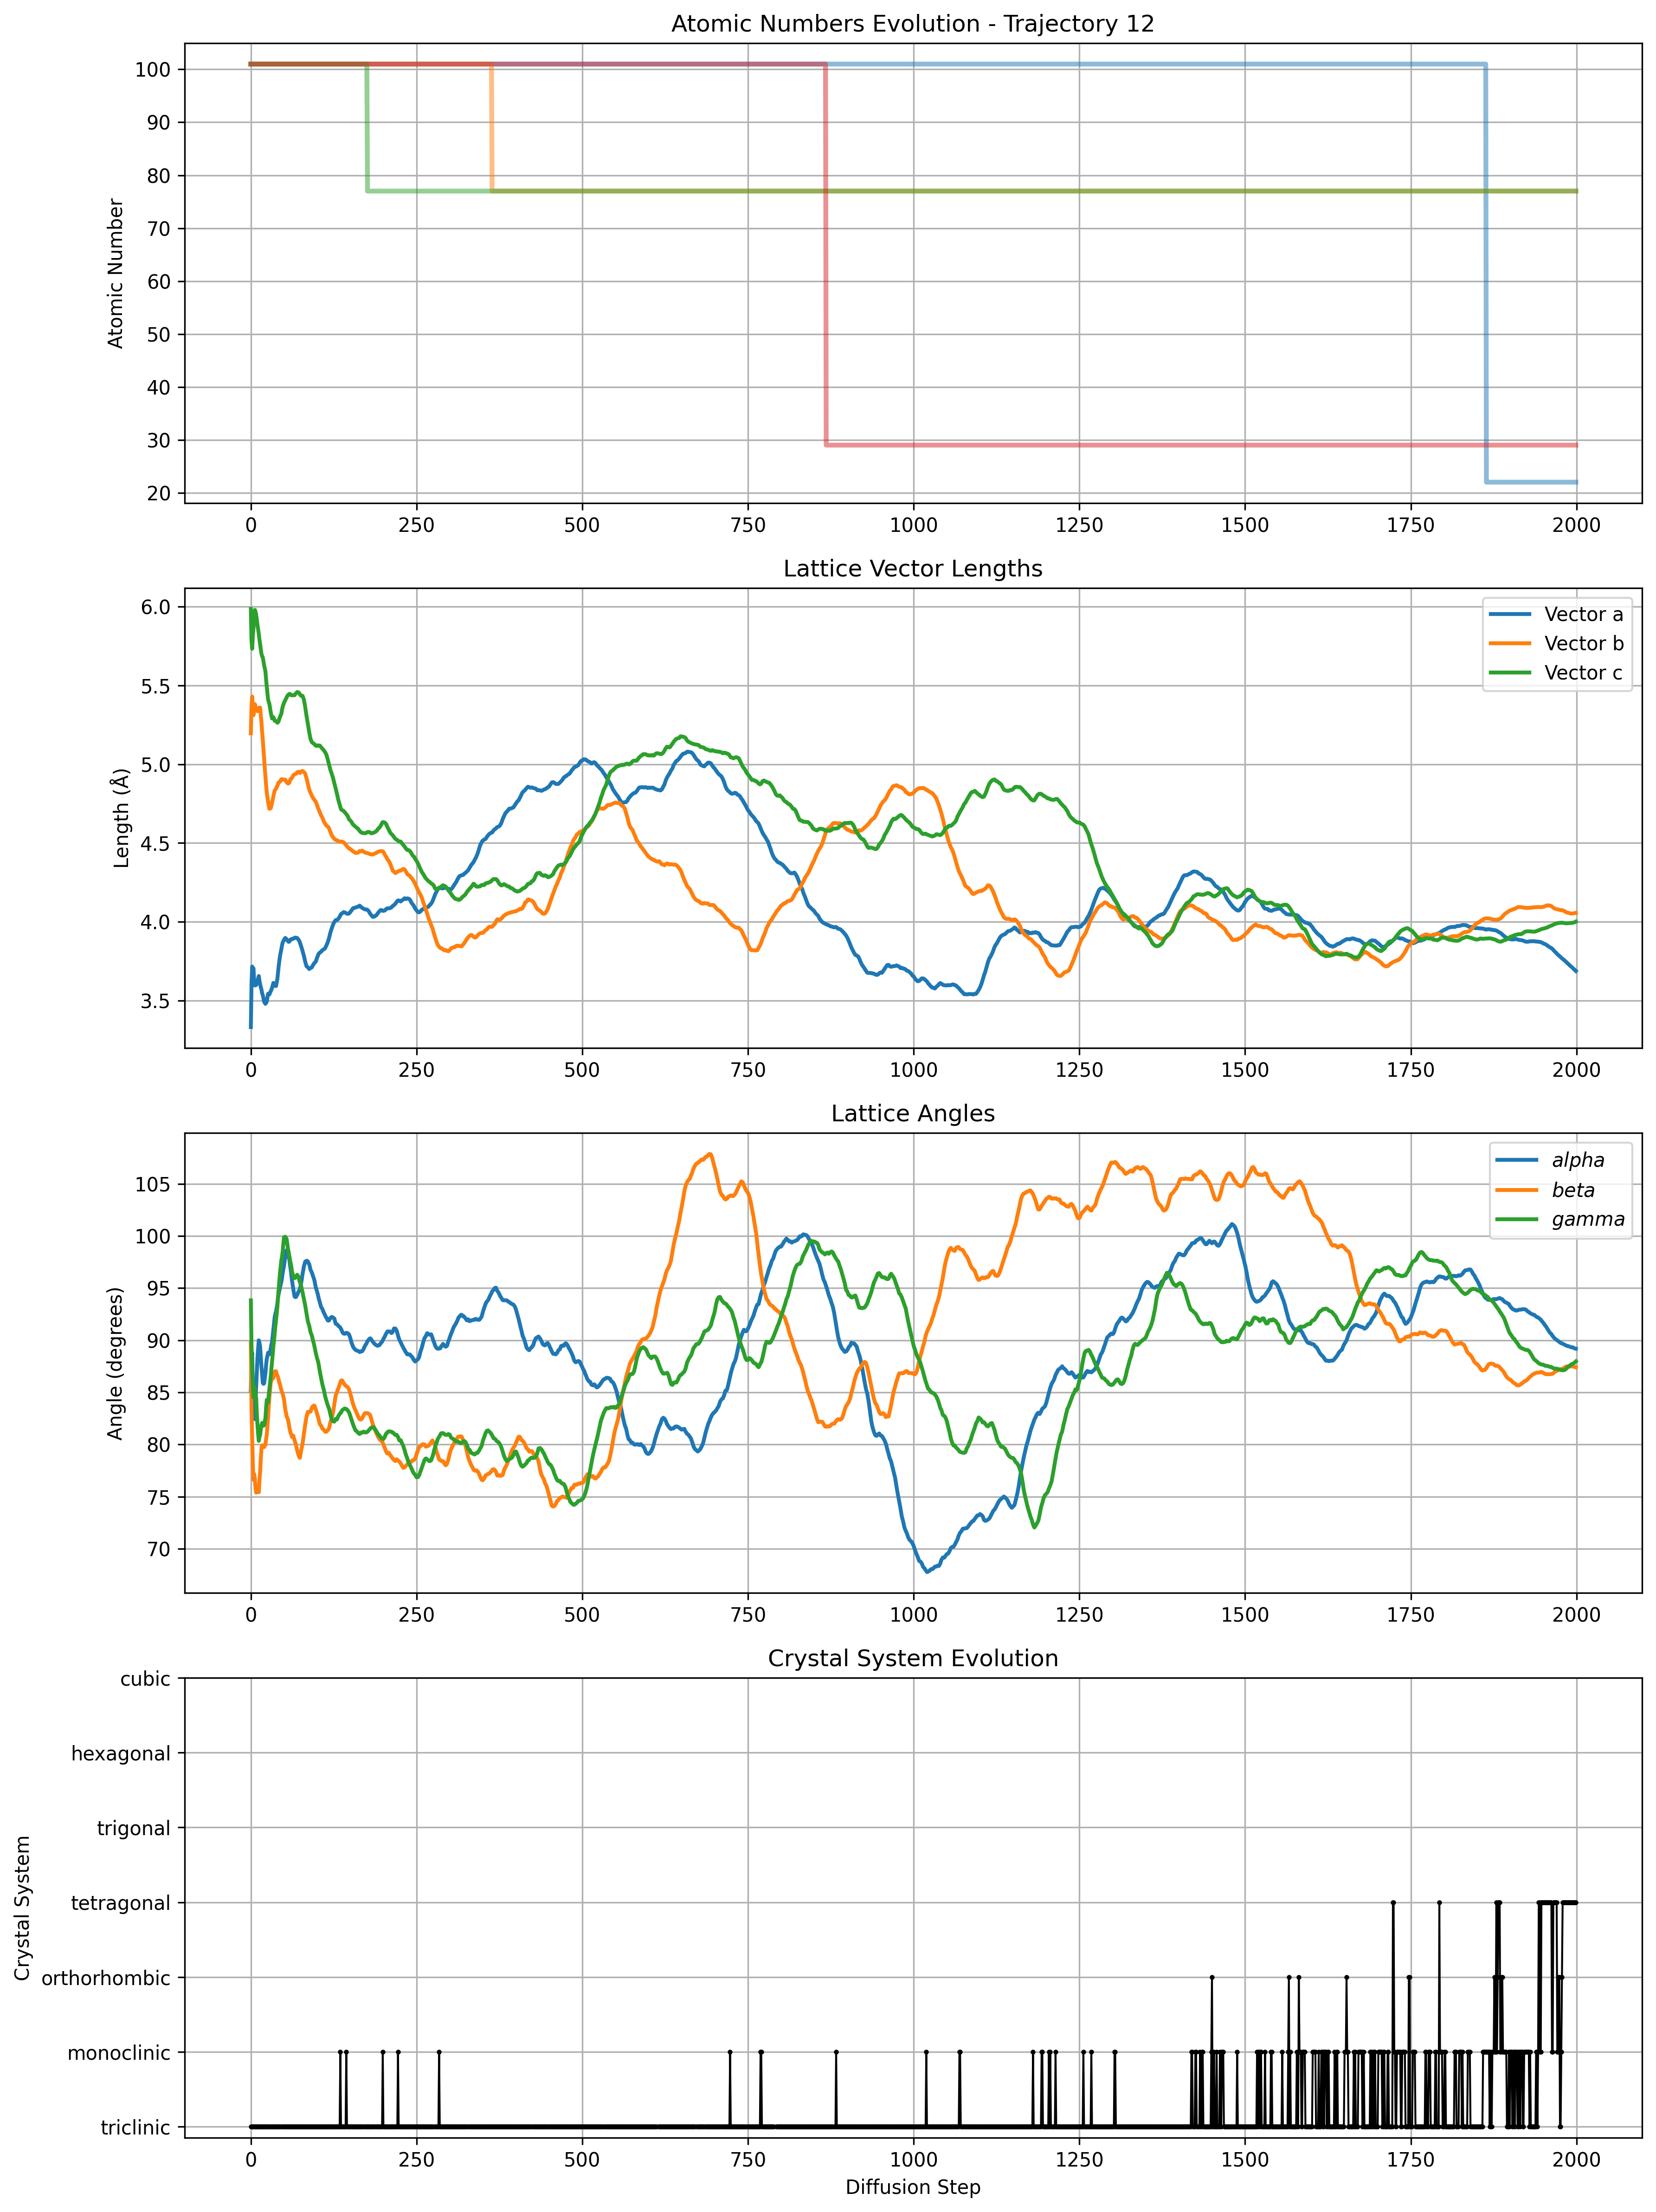 Atomic Numbers Evolution - Trajectory 12
Atomic Number
100
90
80
70
60
50
40
30
20
0 250 500 750 1000 1250 1500 1750 2000
Lattice Vector Lengths
Length (Å)
6.0
5.5
5.0
4.5
4.0
3.5
Vector a
Vector b
Vector c
0 250 500 750 1000 1250 1500 1750 2000
Lattice Angles
Angle (degrees)
105
100
95
90
85
80
75
70
alpha
beta
gamma
0 250 500 750 1000 1250 1500 1750 2000
Crystal System Evolution
Crystal System
cubic
hexagonal
trigonal
tetragonal
orthorhombic
monoclinic
triclinic
0 250 500 750 1000 1250 1500 1750 2000
Diffusion Step